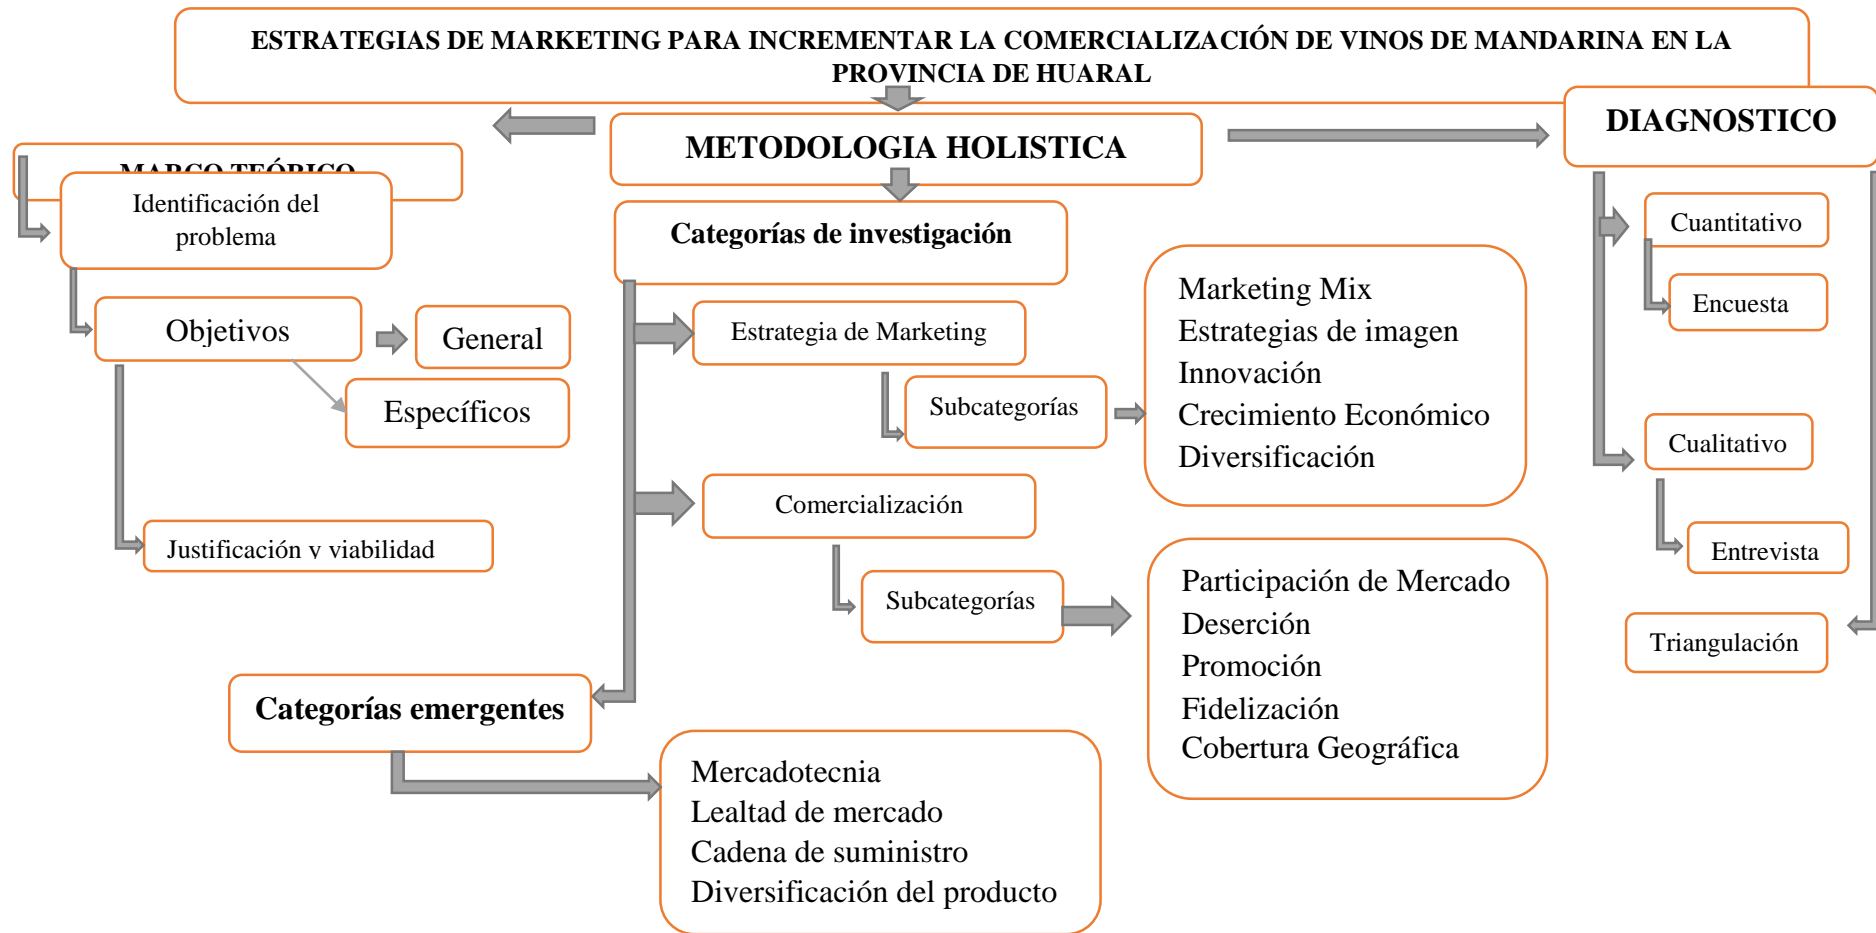 ESTRATEGIAS DE MARKETING PARA INCREMENTAR LA COMERCIALIZACIÓN DE VINOS DE MANDARINA EN LA
PROVINCIA DE HUARAL
MARCO TEÓRICO
Identificación del
problema
Objetivos
General
Específicos
Justificación y viabilidad
METODOLOGIA HOLISTICA
Categorías de investigación
Estrategia de Marketing
Subcategorías
Marketing Mix
Estrategias de imagen
Innovación
Crecimiento Económico
Diversificación
Comercialización
Subcategorías
Participación de Mercado
Deserción
Promoción
Fidelización
Cobertura Geográfica
Categorías emergentes
Mercadotecnia
Lealtad de mercado
Cadena de suministro
Diversificación del producto
DIAGNOSTICO
Cuantitativo
Encuesta
Cualitativo
Entrevista
Triangulación